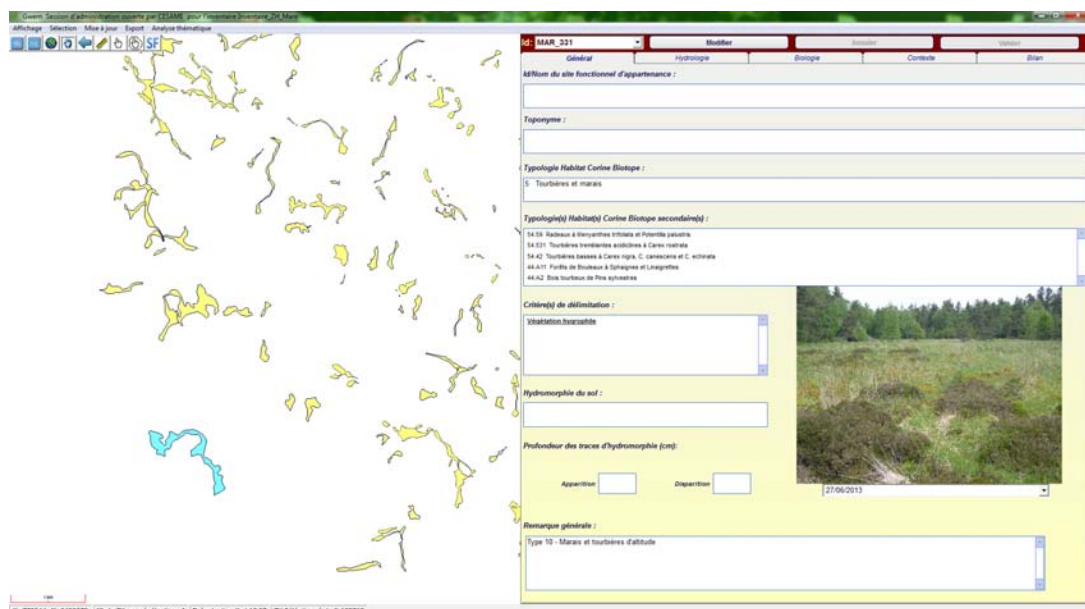 Gwern Session d'administration ouverte par CESAME pour l'inventaire Inventaire_ZH_Mare
Affichage Sélection Mise à jour Export Analyse thématique
SF
Id: MAR_331 Modifier Annuler Valider
Général Hydrologie Biologie Contexte Bilan
Id/Nom du site fonctionnel d'appartenance :
Toponyme :
Typologie Habitat Corine Biotope :
5 Tourbières et marais
Typologie(s) Habitat(s) Corine Biotope secondaire(s) :
54.59 Radeaux à Menyanthes trifoliata et Potentilla palustris
54.531 Tourbières tremblantes acidiclines à Carex rostrata
54.42 Tourbières basses à Carex nigra, C. canescens et C. echinata
44.A11 Forêts de Bouleaux à Sphaignes et Linaigrettes
44.A2 Bois tourbeux de Pins sylvestres
Critère(s) de délimitation :
Végétation hygrophile
Hydromorphie du sol :
Profondeur des traces d'hydromorphie (cm):
Apparition Disparition
27/06/2013
Remarque générale :
Type 10 - Marais et tourbières d'altitude